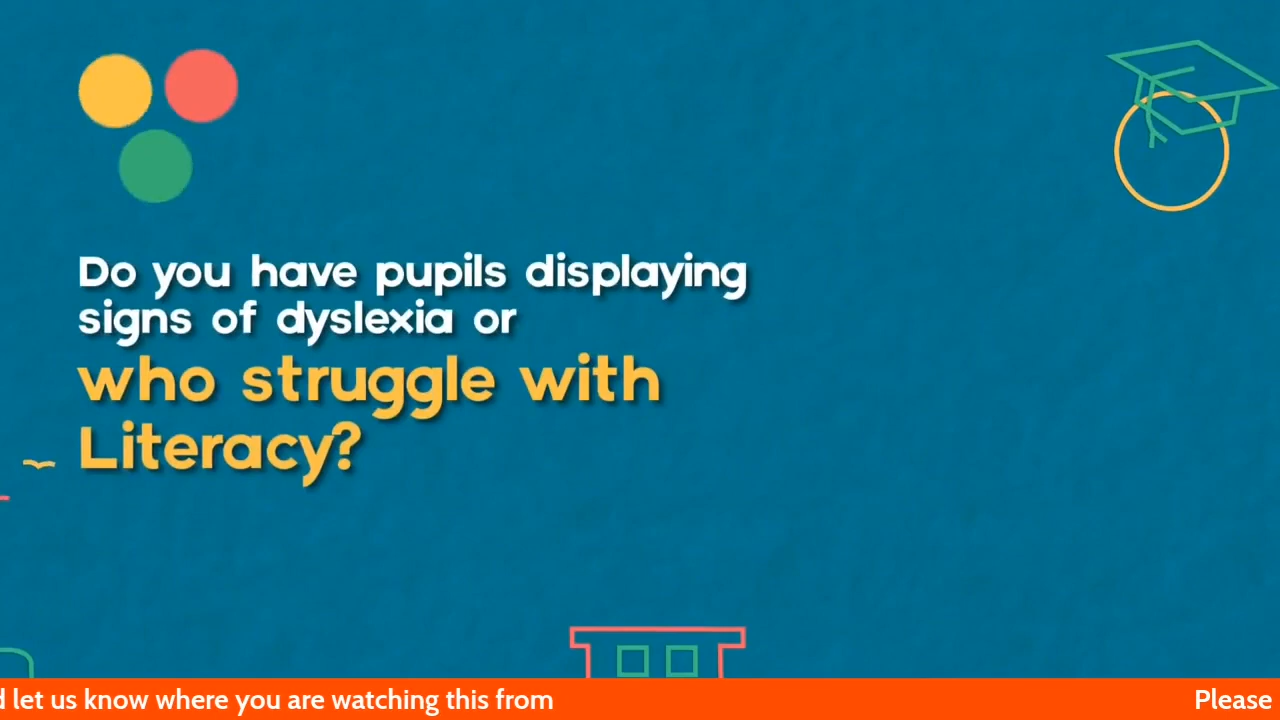 Do you have pupils displaying
signs of dyslexia or
who struggle with
Literacy?
let us know where you are watching this from
Please